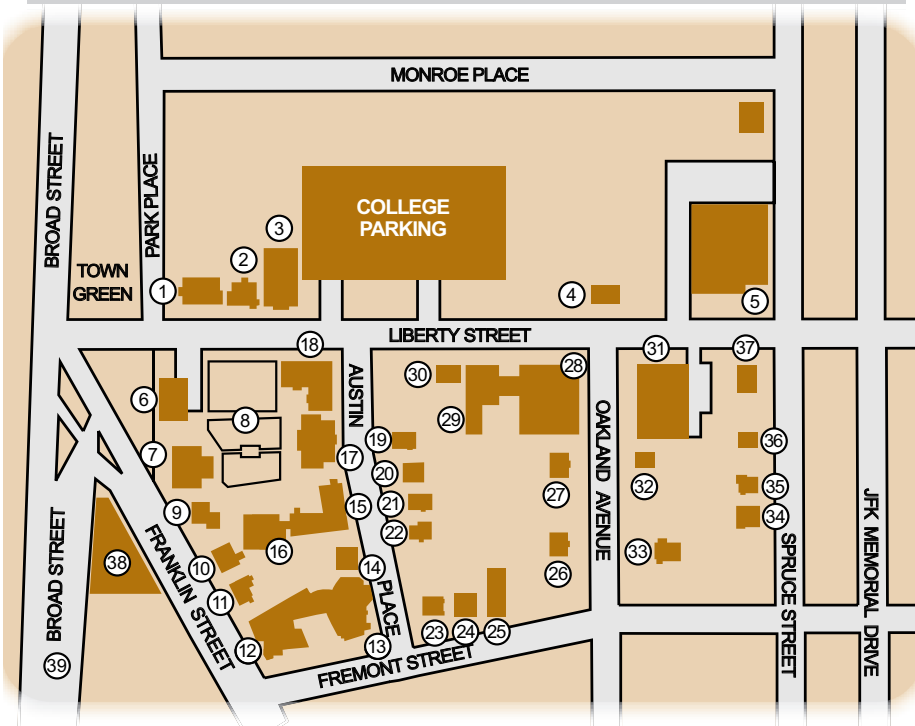 MONROE PLACE
BROAD STREET
PARK PLACE
COLLEGE
PARKING
3
2
TOWN
GREEN
1
4
5
LIBERTY STREET
18
31
37
28
30
AUSTIN
6
8
29
OAKLAND AVENUE
19
36
7
17
20
32
27
35
9
15
21
34
JFK MEMORIAL DRIVE
22
16
33
38
10
14
26
FRANKLIN STREET
SPRUCE STREET
BROAD STREET
11
PLACE
23
24
25
12
13
39
FREMONT STREET